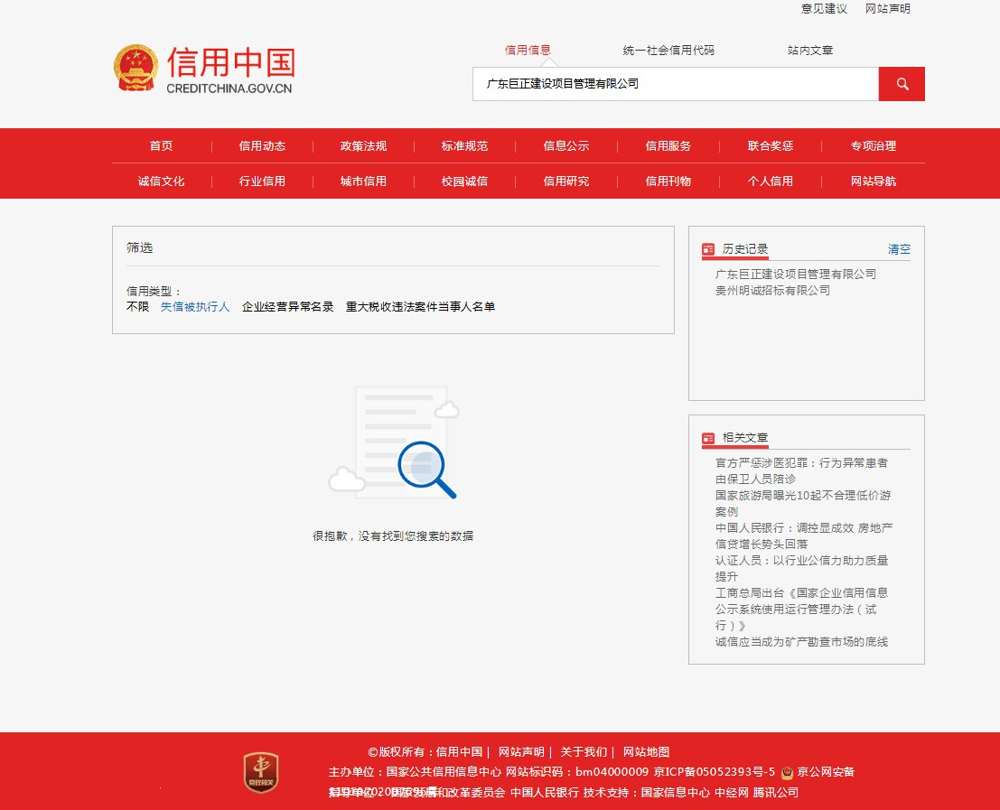 意见建议 网站声明
信用信息 统一社会信用代码 站内文章
信用中国
CREDITCHINA.GOV.CN
广东巨正建设项目管理有限公司
首页 信用动态 政策法规 标准规范 信息公示 信用服务 联合奖惩 专项治理
诚信文化 行业信用 城市信用 校园诚信 信用研究 信用刊物 个人信用 网站导航
筛选
信用类型：
不限 失信被执行人 企业经营异常名录 重大税收违法案件当事人名单
很抱歉，没有找到您搜索的数据
历史记录 清空
广东巨正建设项目管理有限公司
贵州明诚招标有限公司
相关文章
官方严惩涉医犯罪：行为异常患者
由保卫人员陪诊
国家旅游局曝光10起不合理低价游
案例
中国人民银行：调控显成效 房地产
信贷增长势头回落
认证人员：以行业公信力助力质量
提升
工商总局出台《国家企业信用信息
公示系统使用运行管理办法（试
行）》
诚信应当成为矿产勘查市场的底线
©版权所有：信用中国| 网站声明| 关于我们| 网站地图
主办单位：国家公共信用信息中心 网站标识码：bm04000009 京ICP备05052393号-5 京公网安备
指导单位：国家发展和改革委员会 中国人民银行 技术支持：国家信息中心 中经网 腾讯公司
党政机关